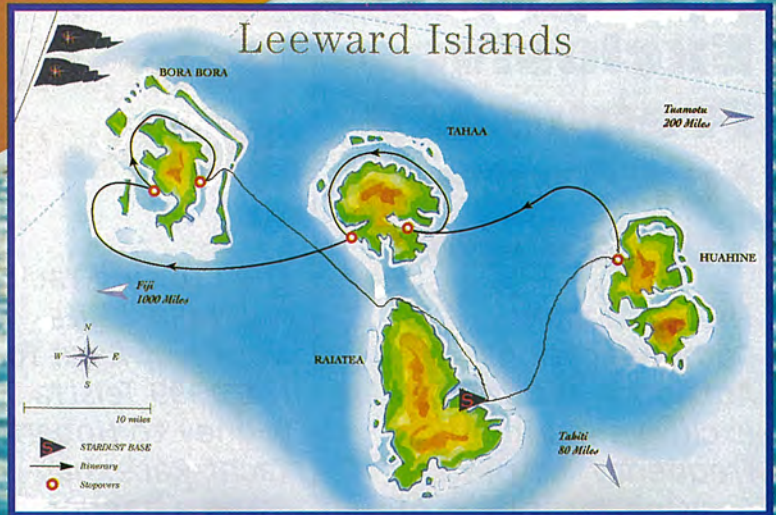 Leeward Islands
BORA BORA
TAHAA
Tuamotu
200 Miles
HUAHINE
Fiji
1000 Miles
N
W E
S
RAIATEA
10 miles
S
S STARDUST BASE
Itinerary
Stopovers
Tahiti
80 Miles